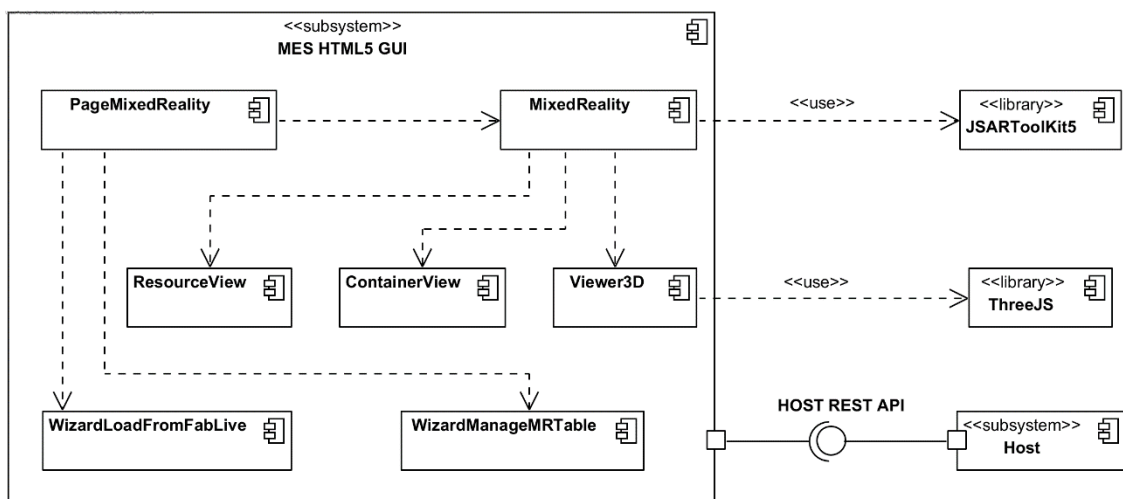 <<subsystem>>
MES HTML5 GUI
PageMixedReality
MixedReality
<<use>>
<<library>>
JSARToolKit5
ResourceView
ContainerView
Viewer3D
<<use>>
<<library>>
ThreeJS
WizardLoadFromFabLive
WizardManageMRTable
HOST REST API
<<subsystem>>
Host